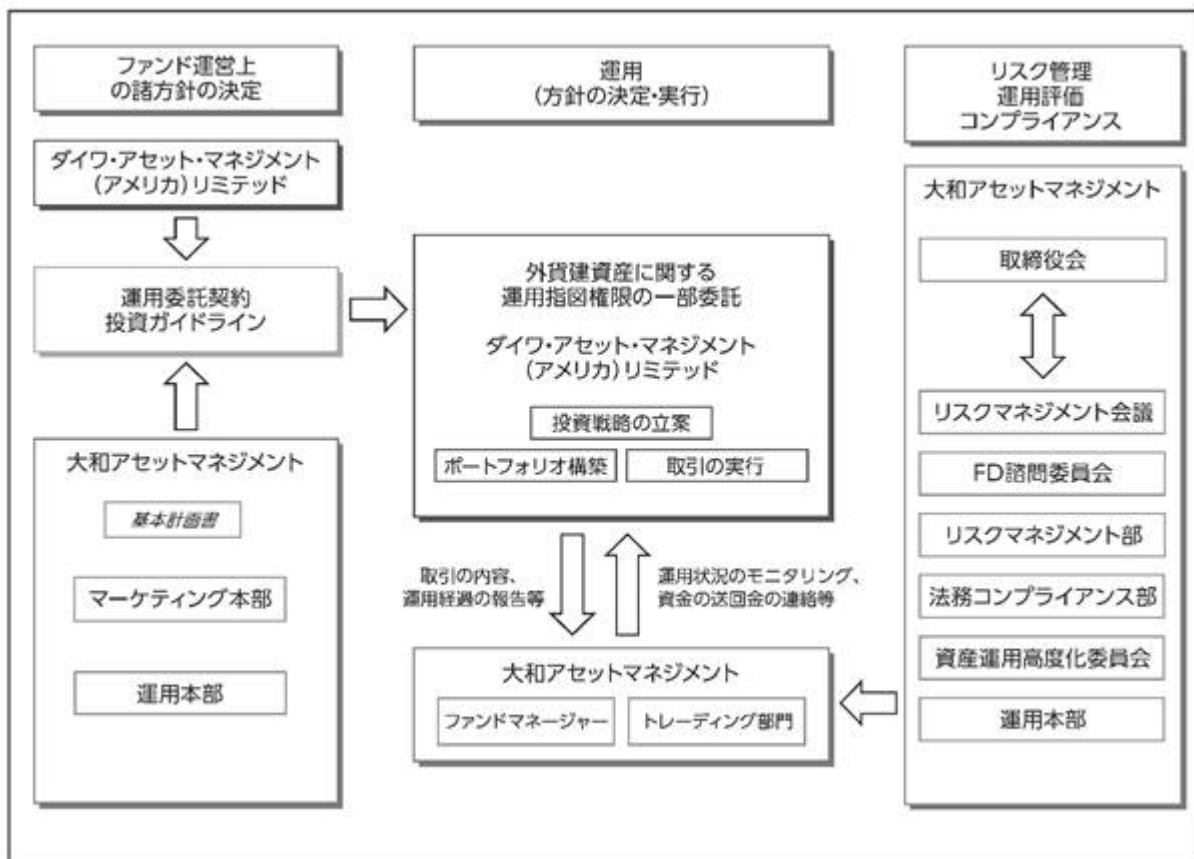 ファンド運営上
の諸方針の決定
ダイワ・アセット・マネジメント
(アメリカ)リミテッド
運用委託契約
投資ガイドライン
大和アセットマネジメント
基本計画書
マーケティング本部
運用本部
運用
(方針の決定・実行)
外貨建資産に関する
運用指図権限の一部委託
ダイワ・アセット・マネジメント
(アメリカ)リミテッド
投資戦略の立案
ポートフォリオ構築
取引の実行
取引の内容、
運用経過の報告等
運用状況のモニタリング、
資金の送回金の連絡等
大和アセットマネジメント
ファンドマネージャー
トレーディング部門
リスク管理
運用評価
コンプライアンス
大和アセットマネジメント
取締役会
リスクマネジメント会議
FD諮問委員会
リスクマネジメント部
法務コンプライアンス部
資産運用高度化委員会
運用本部